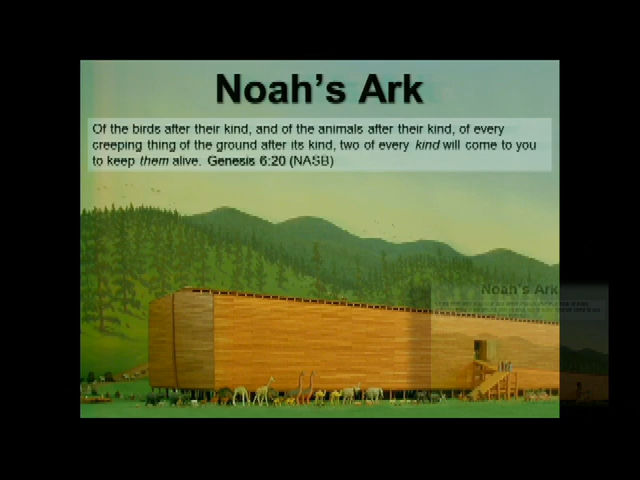 Noah's Ark
Of the birds after their kind, and of the animals after their kind, of every
creeping thing of the ground after its kind, two of every kind will come to you
to keep them alive. Genesis 6:20 (NASB)
Noah's Ark